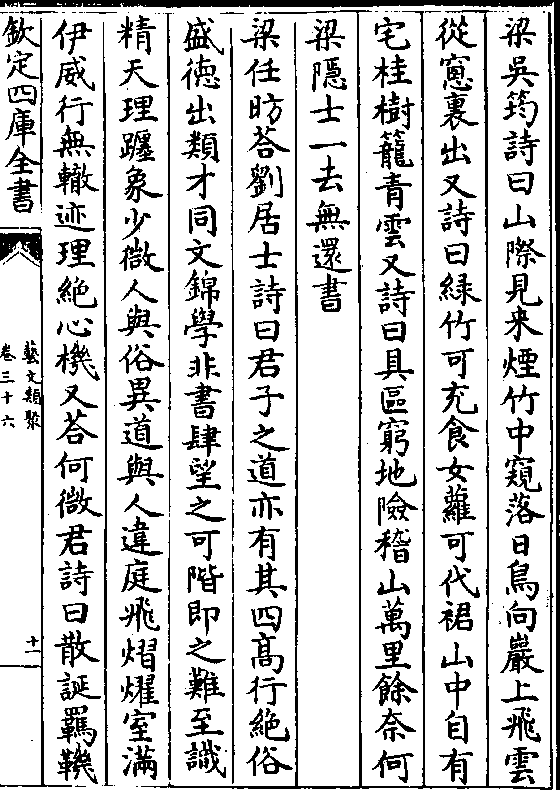 梁吳筠詩曰山際見来煙竹中窺落日鳥向巖上飛雲
從窻裏出又詩曰緑竹可充食女蘿可代裙山中自有
宅桂樹籠青雲又詩曰具區窮地險稽山萬里餘奈何
梁隱士一去無還書
梁任昉荅劉居士詩曰君子之道亦有其四髙行絶俗
盛徳出類才同文錦學非書肆望之可階即之難至識
精天理躔象少微人與俗異道與人違庭飛熠燿室滿
伊威行無轍迹理絶心機又荅何徴君詩曰散誕羈鞿
欽定四庫全書
藝文類聚
卷三十六
十一